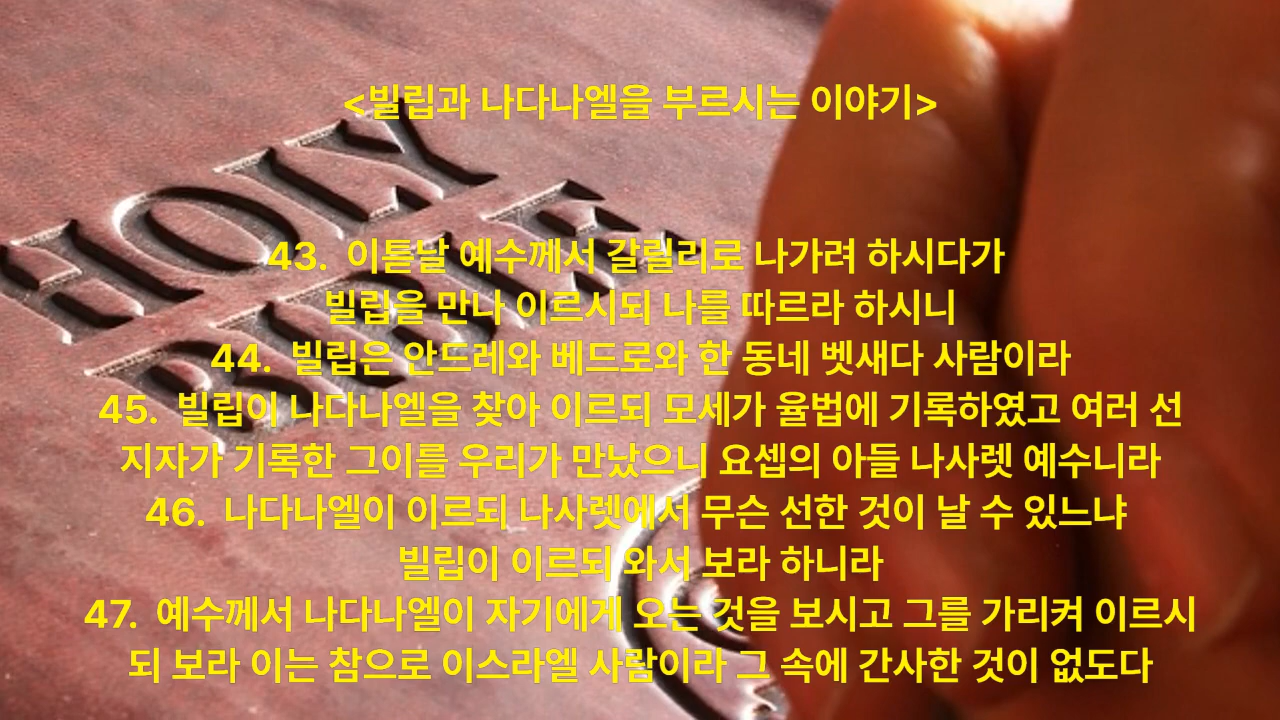 <빌립과 나다나엘을 부르시는 이야기>
HOLY
BIBLE
43. 이튿날 예수께서 갈릴리로 나가려 하시다가
빌립을 만나 이르시되 나를 따르라 하시니
44. 빌립은 안드레와 베드로와 한 동네 벳새다 사람이라
45. 빌립이 나다나엘을 찾아 이르되 모세가 율법에 기록하였고 여러 선
지자가 기록한 그이를 우리가 만났으니 요셉의 아들 나사렛 예수니라
46. 나다나엘이 이르되 나사렛에서 무슨 선한 것이 날 수 있느냐
빌립이 이르되 와서 보라 하니라
47. 예수께서 나다나엘이 자기에게 오는 것을 보시고 그를 가리켜 이르시
되 보라 이는 참으로 이스라엘 사람이라 그 속에 간사한 것이 없도다